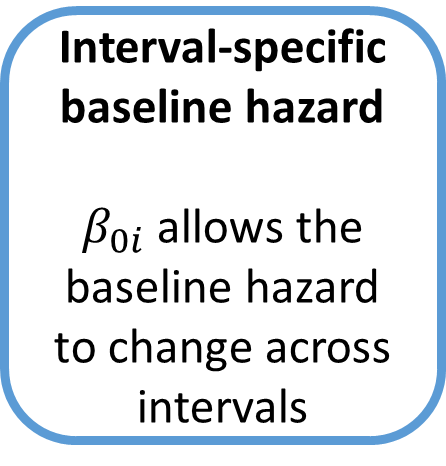 Interval-specific
baseline hazard
β₀ᵢ allows the
baseline hazard
to change across
intervals